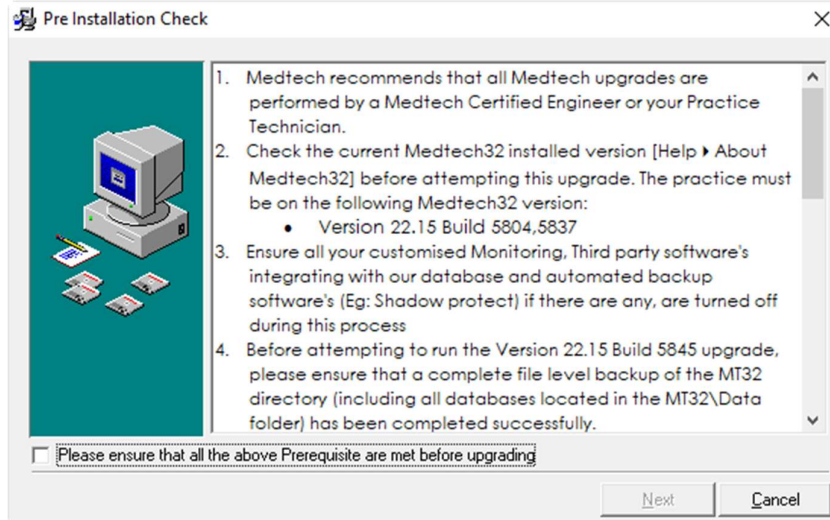 Pre Installation Check
1. Medtech recommends that all Medtech upgrades are
performed by a Medtech Certified Engineer or your Practice
Technician.
2. Check the current Medtech32 installed version [Help ▸ About
Medtech32] before attempting this upgrade. The practice must
be on the following Medtech32 version:
• Version 22.15 Build 5804,5837
3. Ensure all your customised Monitoring, Third party software's
integrating with our database and automated backup
software's (Eg: Shadow protect) if there are any, are turned off
during this process
4. Before attempting to run the Version 22.15 Build 5845 upgrade,
please ensure that a complete file level backup of the MT32
directory (including all databases located in the MT32\Data
folder) has been completed successfully.
Please ensure that all the above Prerequisite are met before upgrading
Next Cancel